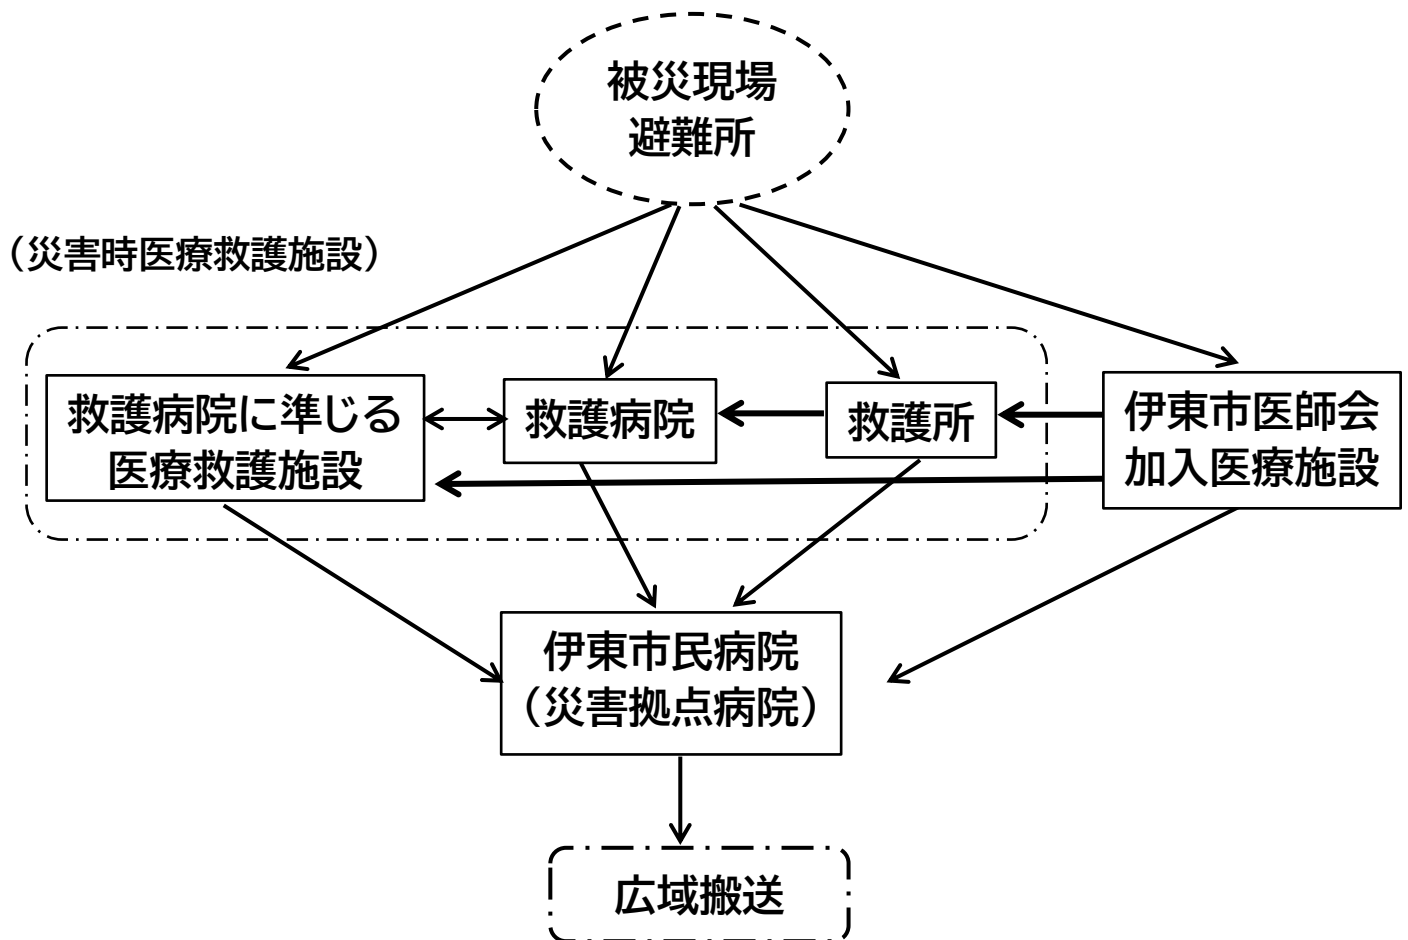 被災現場
避難所
（災害時医療救護施設）
救護病院に準じる
医療救護施設
救護病院
救護所
伊東市医師会
加入医療施設
伊東市民病院
（災害拠点病院）
広域搬送